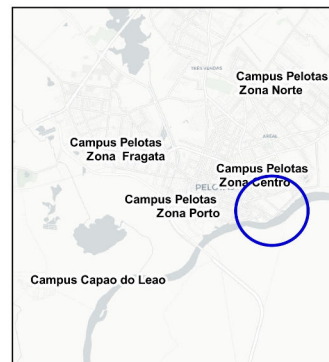 Campus Pelotas
Zona Norte
Campus Pelotas
Zona Fragata
Campus Pelotas
Zona Centro
PELO
Campus Pelotas
Zona Porto
Campus Capao do Leao